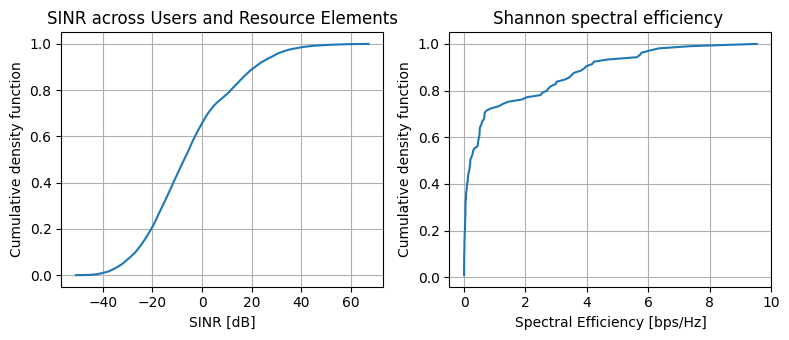 SINR across Users and Resource Elements
Cumulative density function
1.0
0.8
0.6
0.4
0.2
0.0
−40 −20 0 20 40 60
SINR [dB]
Shannon spectral efficiency
Cumulative density function
1.0
0.8
0.6
0.4
0.2
0.0
0 2 4 6 8 10
Spectral Efficiency [bps/Hz]